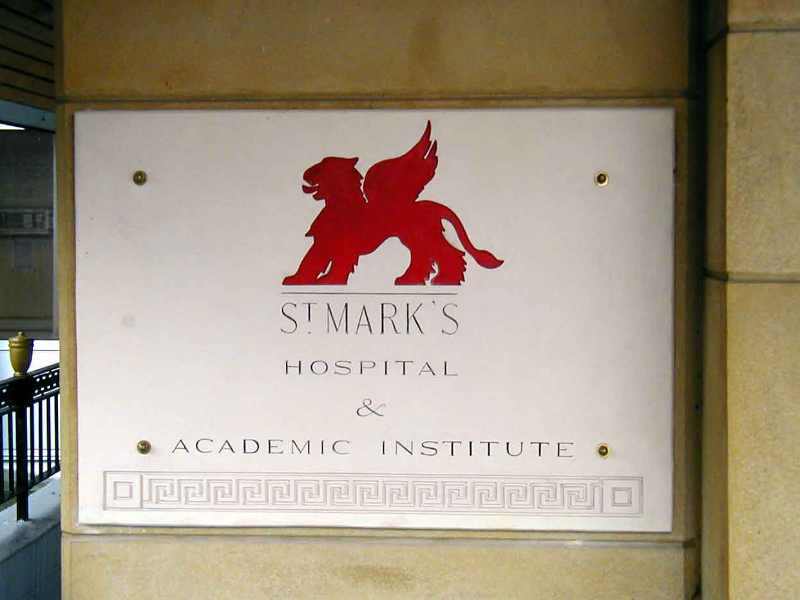 ST MARK'S
HOSPITAL
&
ACADEMIC INSTITUTE